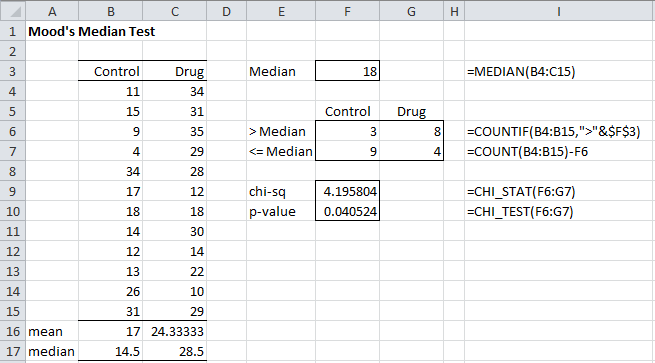 A B C D E F G H I
1 Mood's Median Test
2
3 Control Drug Median 18 =MEDIAN(B4:C15)
4 11 34
5 15 31 Control Drug
6 9 35 > Median 3 8 =COUNTIF(B4:B15,">"&$F$3)
7 4 29 <= Median 9 4 =COUNT(B4:B15)-F6
8 34 28
9 17 12 chi-sq 4.195804 =CHI_STAT(F6:G7)
10 18 18 p-value 0.040524 =CHI_TEST(F6:G7)
11 14 30
12 12 14
13 13 22
14 26 10
15 31 29
16 mean 17 24.33333
17 median 14.5 28.5